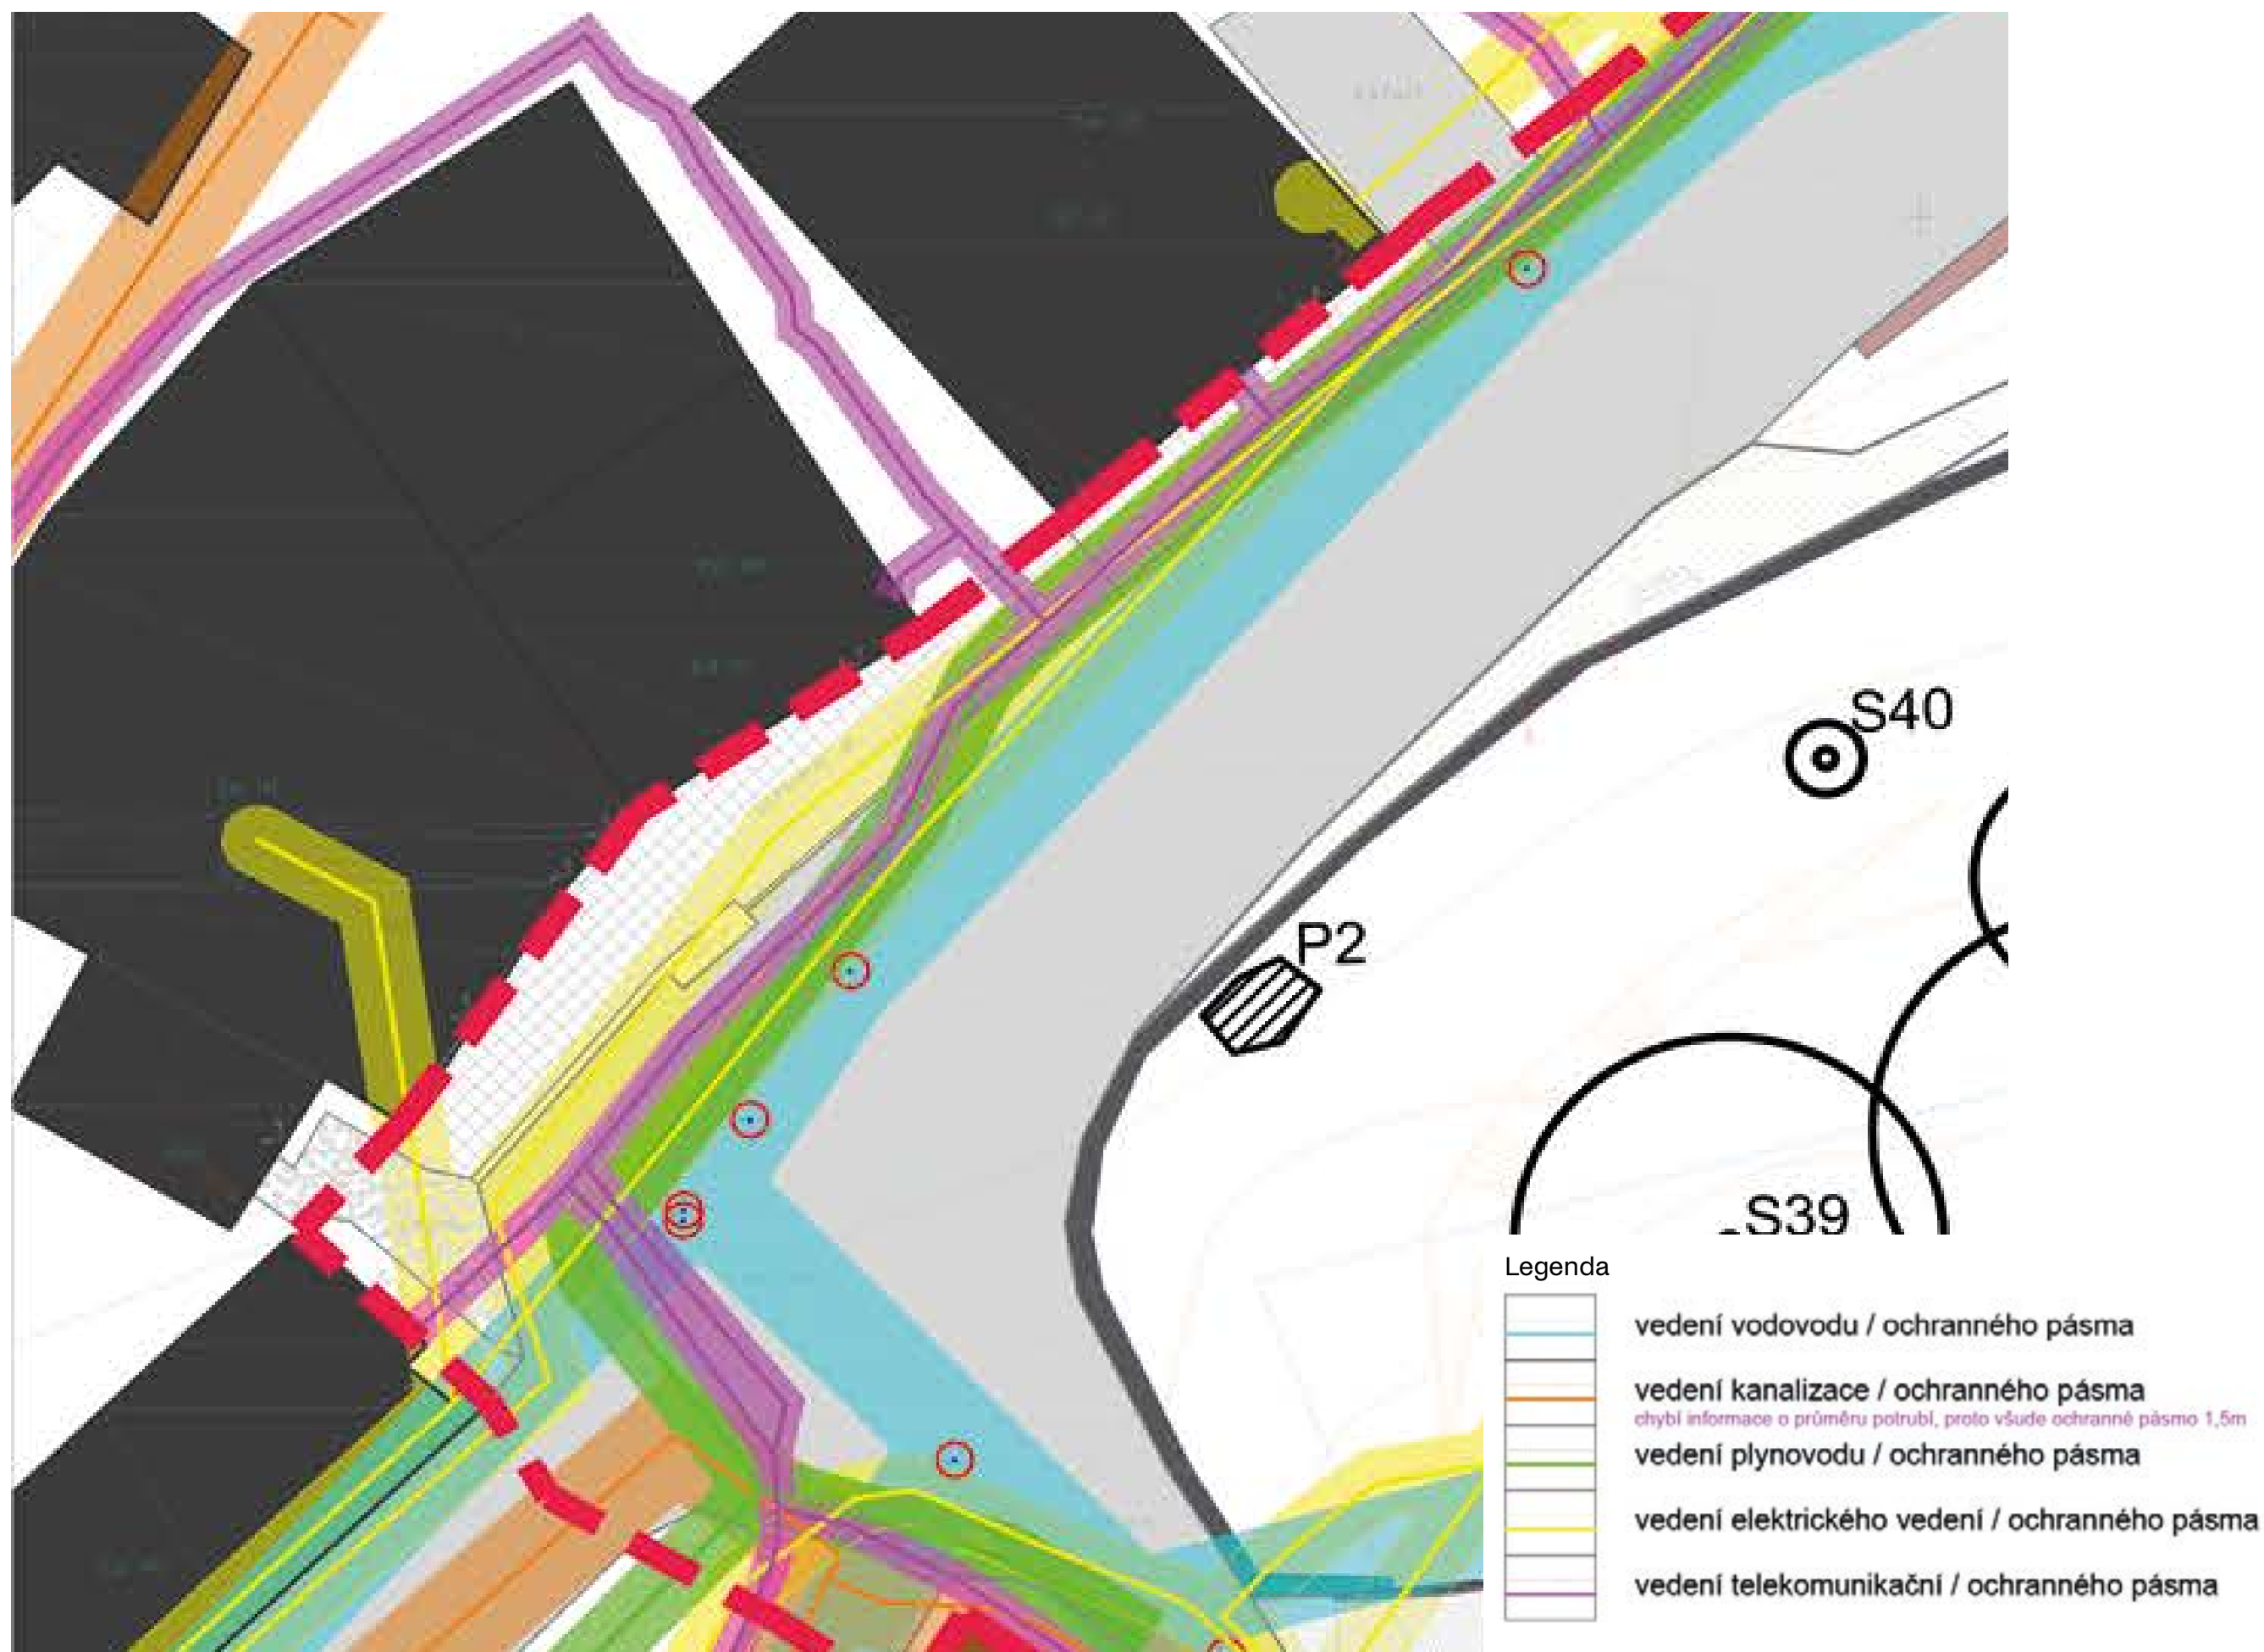 S40
P2
S39
Legenda
vedení vodovodu / ochranného pásma
vedení kanalizace / ochranného pásma
chybí informace o průměru potrubí, proto všude ochranné pásmo 1,5m
vedení plynovodu / ochranného pásma
vedení elektrického vedení / ochranného pásma
vedení telekomunikační / ochranného pásma